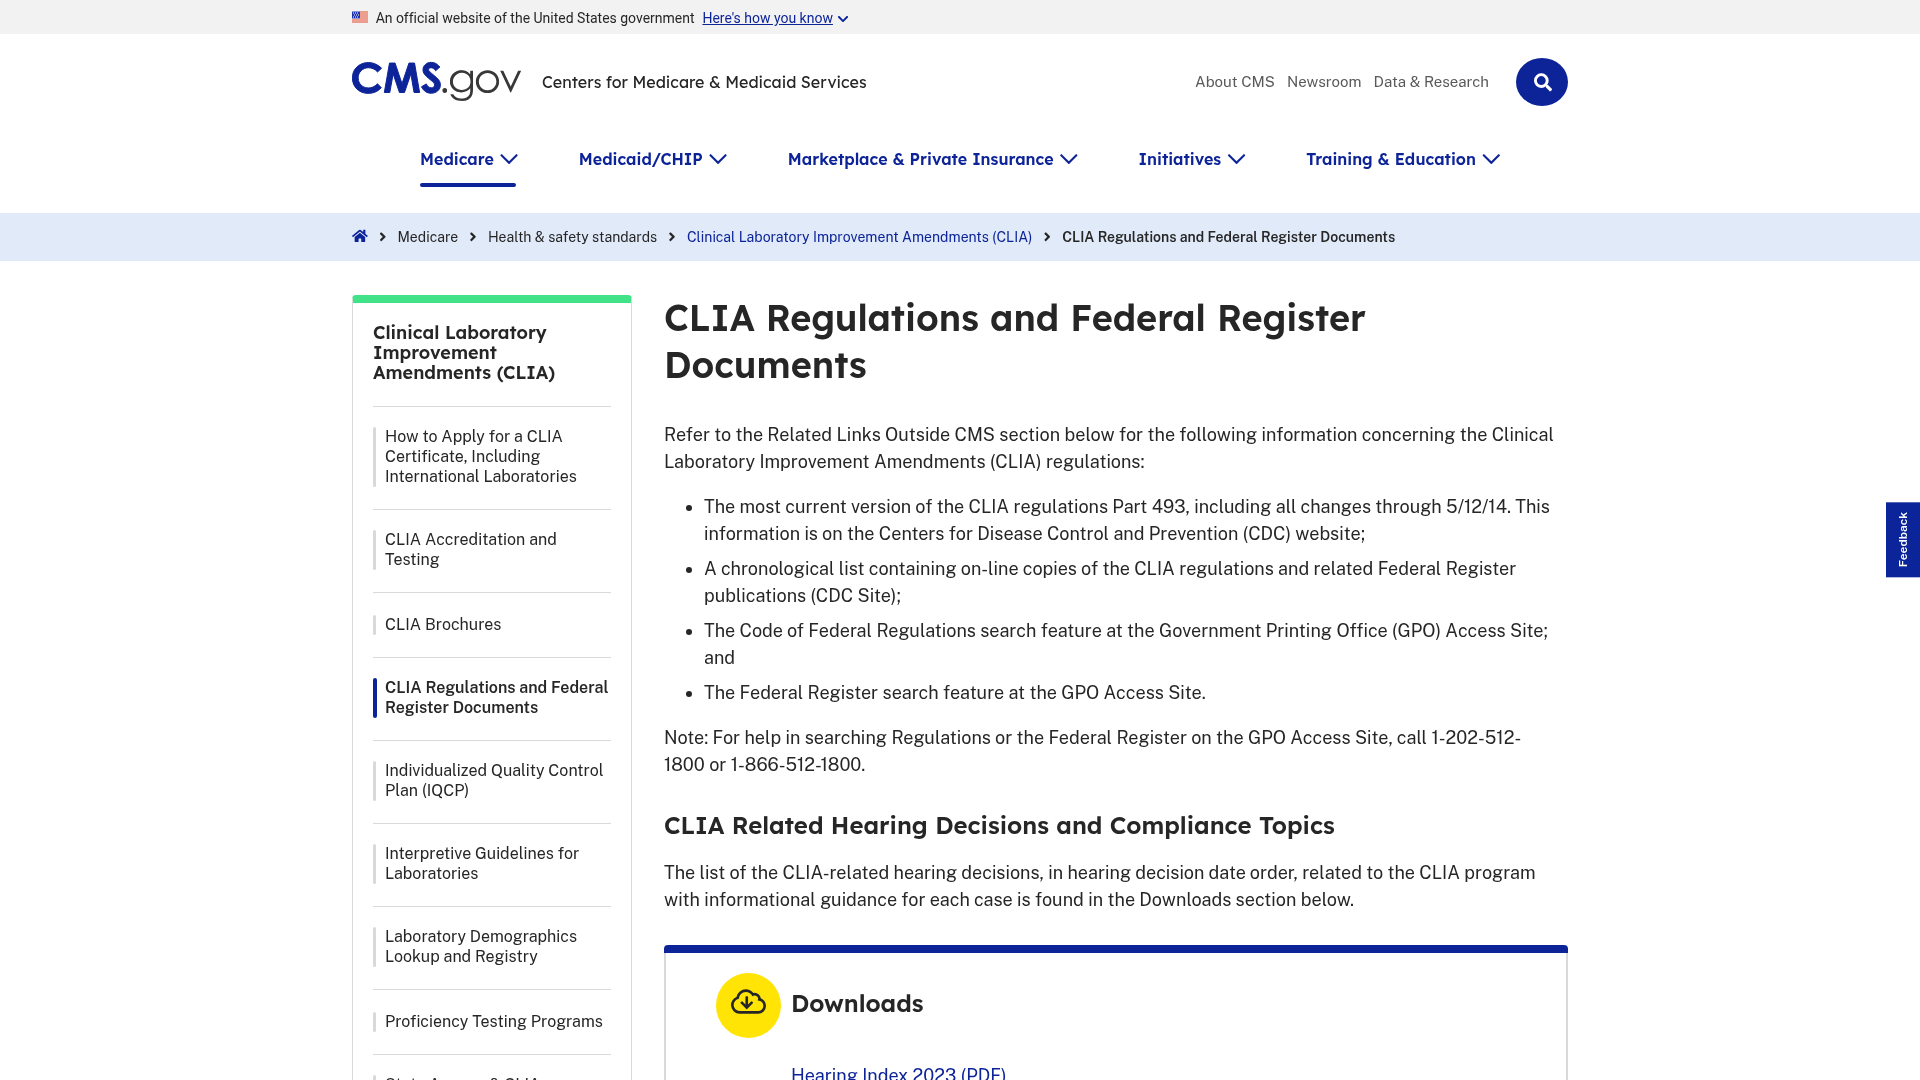 An official website of the United States government Here's how you know
CMS.gov Centers for Medicare & Medicaid Services
About CMS Newsroom Data & Research
Medicare Medicaid/CHIP Marketplace & Private Insurance Initiatives Training & Education
Medicare Health & safety standards Clinical Laboratory Improvement Amendments (CLIA) CLIA Regulations and Federal Register Documents
Clinical Laboratory
Improvement
Amendments (CLIA)
How to Apply for a CLIA
Certificate, Including
International Laboratories
CLIA Accreditation and
Testing
CLIA Brochures
CLIA Regulations and Federal
Register Documents
Individualized Quality Control
Plan (IQCP)
Interpretive Guidelines for
Laboratories
Laboratory Demographics
Lookup and Registry
Proficiency Testing Programs
CLIA Regulations and Federal Register
Documents
Refer to the Related Links Outside CMS section below for the following information concerning the Clinical
Laboratory Improvement Amendments (CLIA) regulations:
The most current version of the CLIA regulations Part 493, including all changes through 5/12/14. This
information is on the Centers for Disease Control and Prevention (CDC) website;
A chronological list containing on-line copies of the CLIA regulations and related Federal Register
publications (CDC Site);
The Code of Federal Regulations search feature at the Government Printing Office (GPO) Access Site;
and
The Federal Register search feature at the GPO Access Site.
Note: For help in searching Regulations or the Federal Register on the GPO Access Site, call 1-202-512-
1800 or 1-866-512-1800.
CLIA Related Hearing Decisions and Compliance Topics
The list of the CLIA-related hearing decisions, in hearing decision date order, related to the CLIA program
with informational guidance for each case is found in the Downloads section below.
Downloads
Hearing Index 2023 (PDF)
Feedback